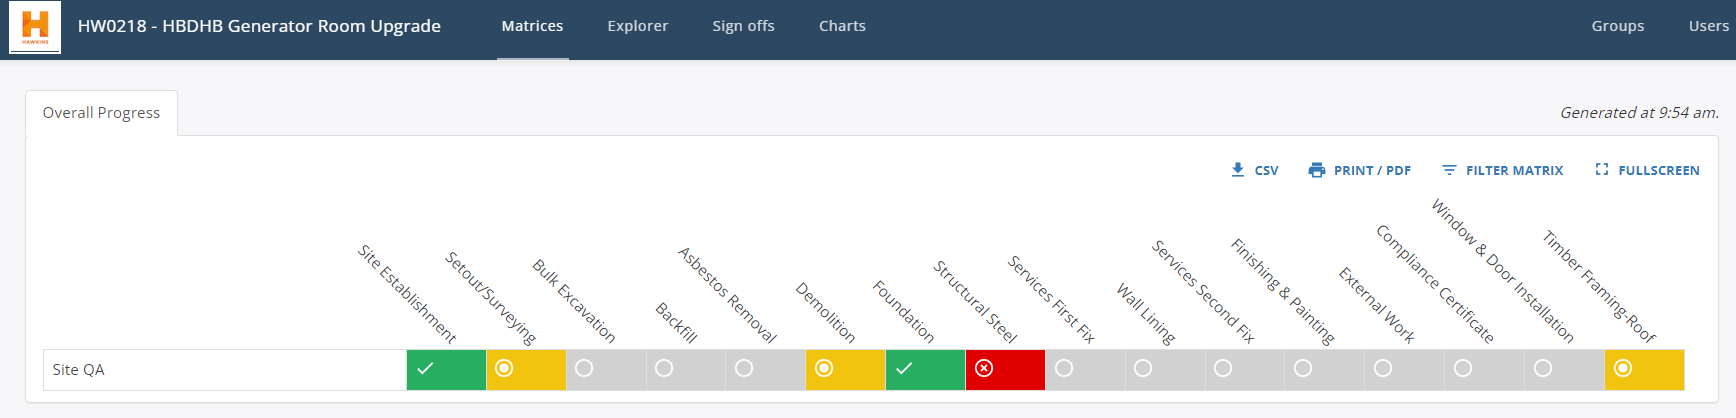 HAWKINS
HW0218 - HBDHB Generator Room Upgrade
Matrices
Explorer
Sign offs
Charts
Groups
Users
Overall Progress
Generated at 9:54 am.
CSV
PRINT / PDF
FILTER MATRIX
FULLSCREEN
Site Establishment
Setout/Surveying
Bulk Excavation
Backfill
Asbestos Removal
Demolition
Foundation
Structural Steel
Services First Fix
Wall Lining
Services Second Fix
Finishing & Painting
External Work
Compliance Certificate
Window & Door Installation
Timber Framing-Roof
Site QA